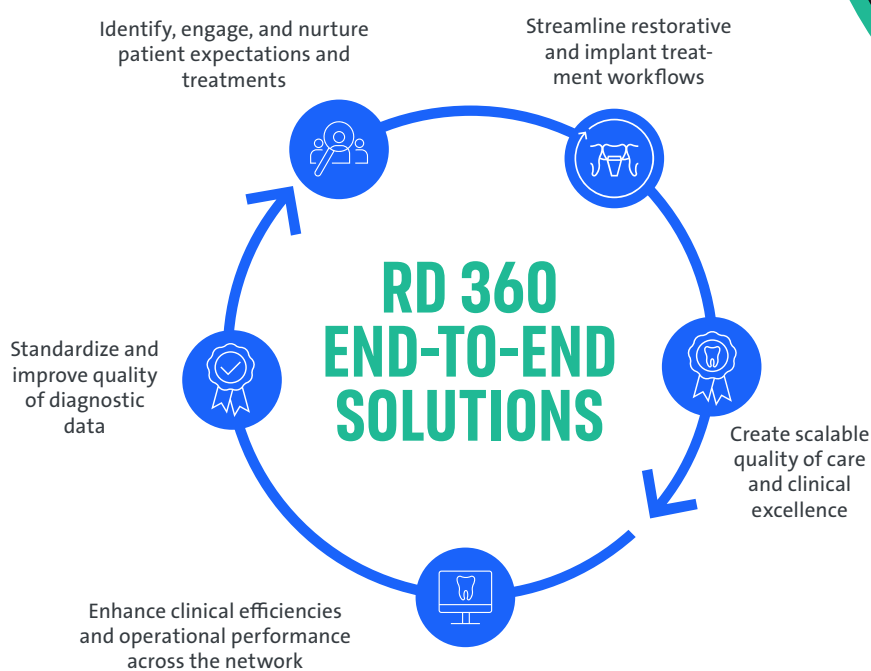 Identify, engage, and nurture
patient expectations and
treatments
Streamline restorative
and implant treat-
ment workflows
RD 360
END-TO-END
SOLUTIONS
Standardize and
improve quality
of diagnostic
data
Create scalable
quality of care
and clinical
excellence
Enhance clinical efficiencies
and operational performance
across the network